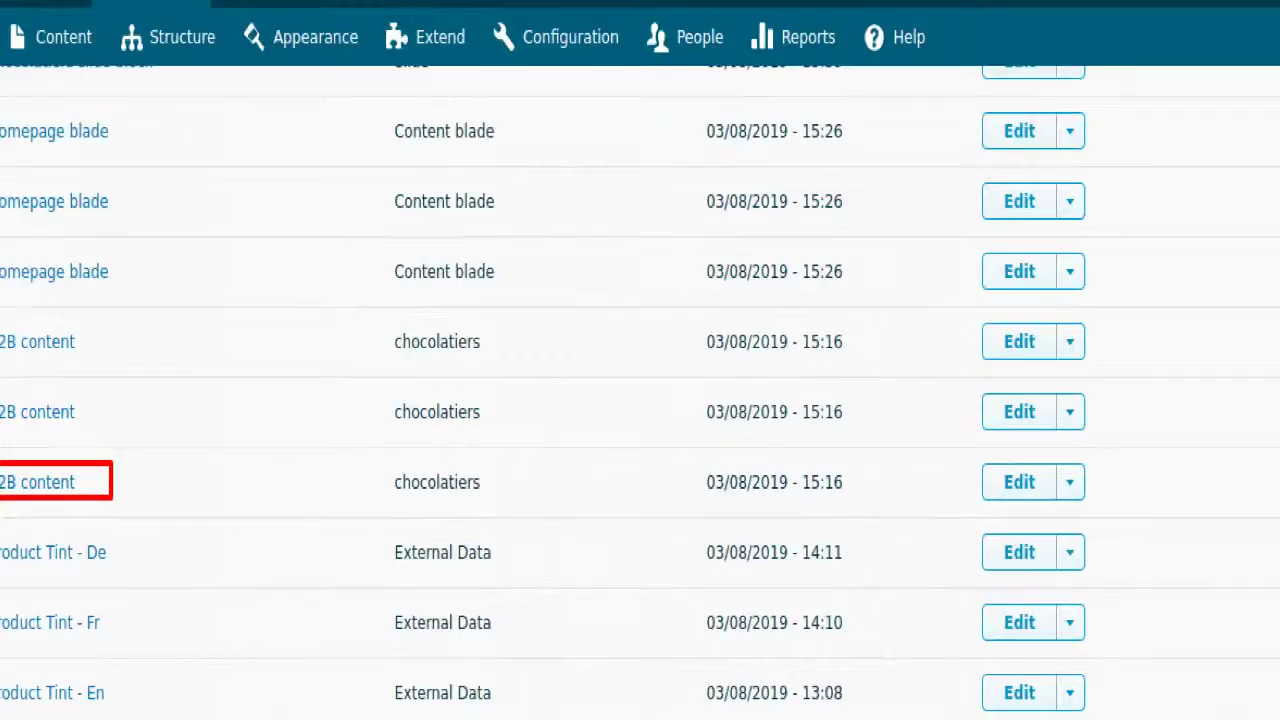 Content Structure Appearance Extend Configuration People Reports Help
omepage blade Content blade 03/08/2019 - 15:26 Edit
omepage blade Content blade 03/08/2019 - 15:26 Edit
omepage blade Content blade 03/08/2019 - 15:26 Edit
2B content chocolatiers 03/08/2019 - 15:16 Edit
2B content chocolatiers 03/08/2019 - 15:16 Edit
2B content chocolatiers 03/08/2019 - 15:16 Edit
roduct Tint - De External Data 03/08/2019 - 14:11 Edit
roduct Tint - Fr External Data 03/08/2019 - 14:10 Edit
roduct Tint - En External Data 03/08/2019 - 13:08 Edit